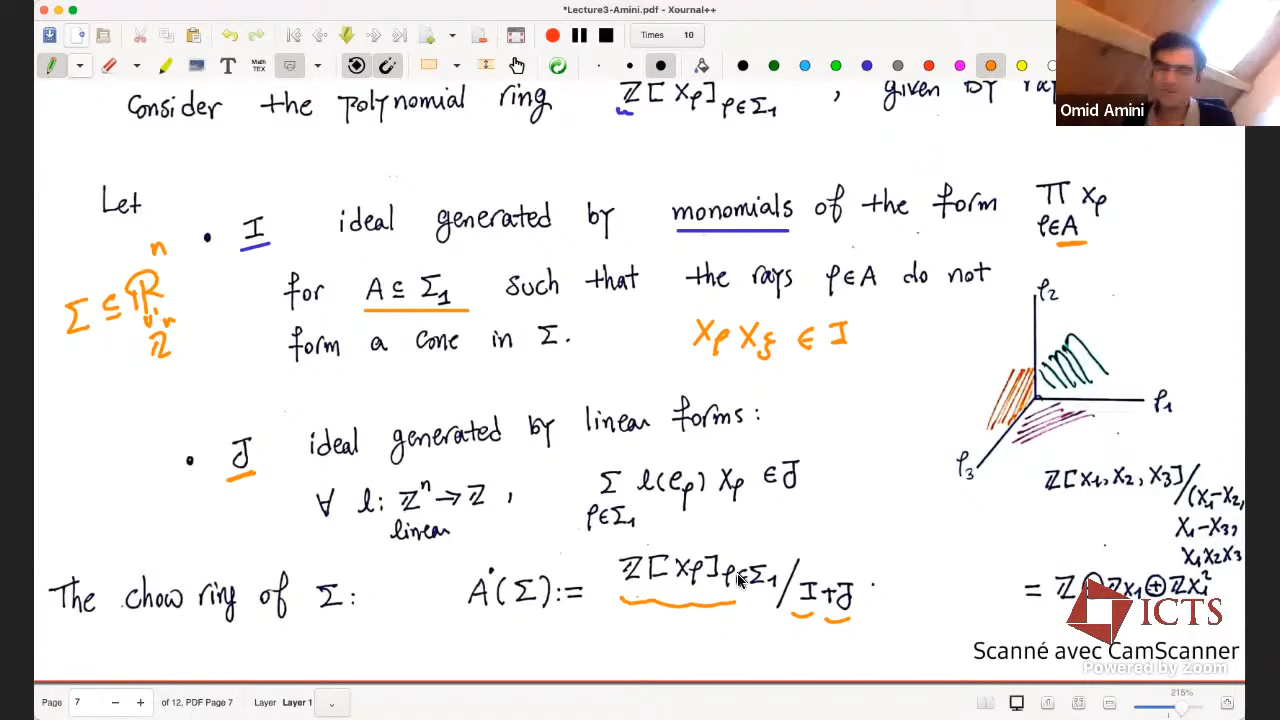 *Lecture3-Amini.pdf - Xournal++
Times 10
Omid Amini
Consider the polynomial ring ℤ[Xρ]ρ∈Σ₁ , given by
Let
• I ideal generated by monomials of the form Π Xρ
ρ∈A
n
Σ ⊆ ℝ
ℤⁿ
for A ⊆ Σ₁ such that the rays ρ∈A do not
form a cone in Σ. Xρ Xξ ∈ I
ρ₂
ρ₁
ρ₃
• J ideal generated by linear forms:
∀ l: ℤⁿ → ℤ , Σ l(eρ) Xρ ∈ J
linear ρ∈Σ₁
ℤ[X₁, X₂, X₃]/(X₁-X₂,
X₁-X₃,
X₁X₂X₃
The chow ring of Σ: A•(Σ) := ℤ[Xρ]ρ∈Σ₁ / I+J .
= ℤ ⊕ ℤX₁ ⊕ ℤX₁²
ICTS
Scanné avec CamScanner
Powered by Zoom
Page 7 of 12, PDF Page 7 Layer Layer 1
215%